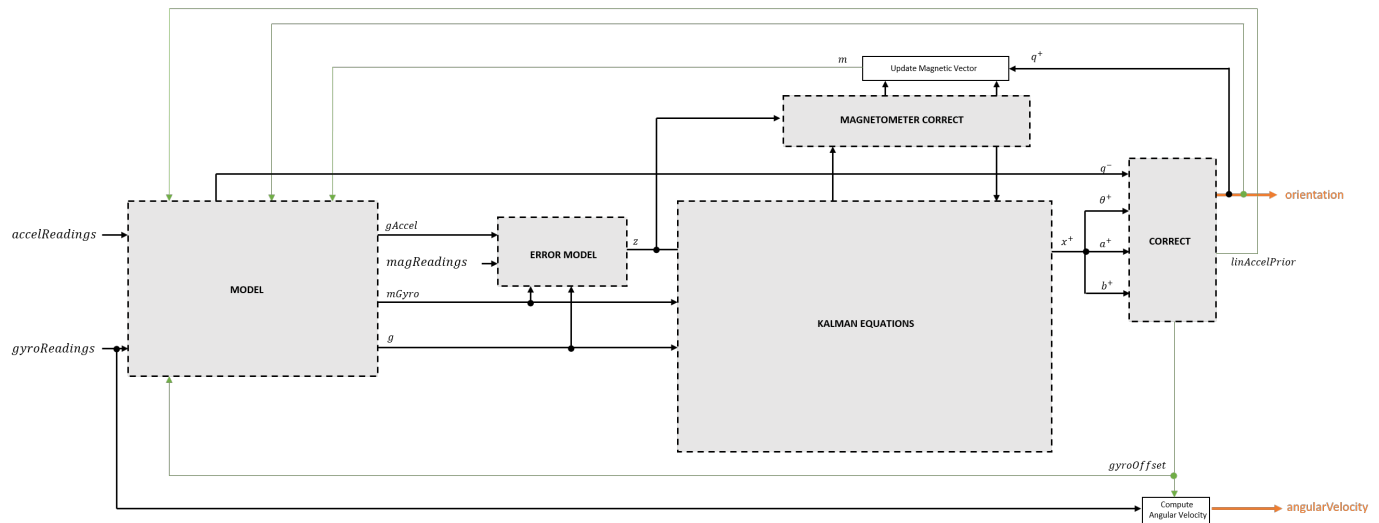 m
Update Magnetic Vector
q⁺
MAGNETOMETER CORRECT
q⁻
orientation
θ⁺
accelReadings
gAccel
z
x⁺
a⁺
CORRECT
ERROR MODEL
magReadings
linAccelPrior
MODEL
mGyro
b⁺
KALMAN EQUATIONS
gyroReadings
g
gyroOffset
Compute
Angular Velocity
angularVelocity